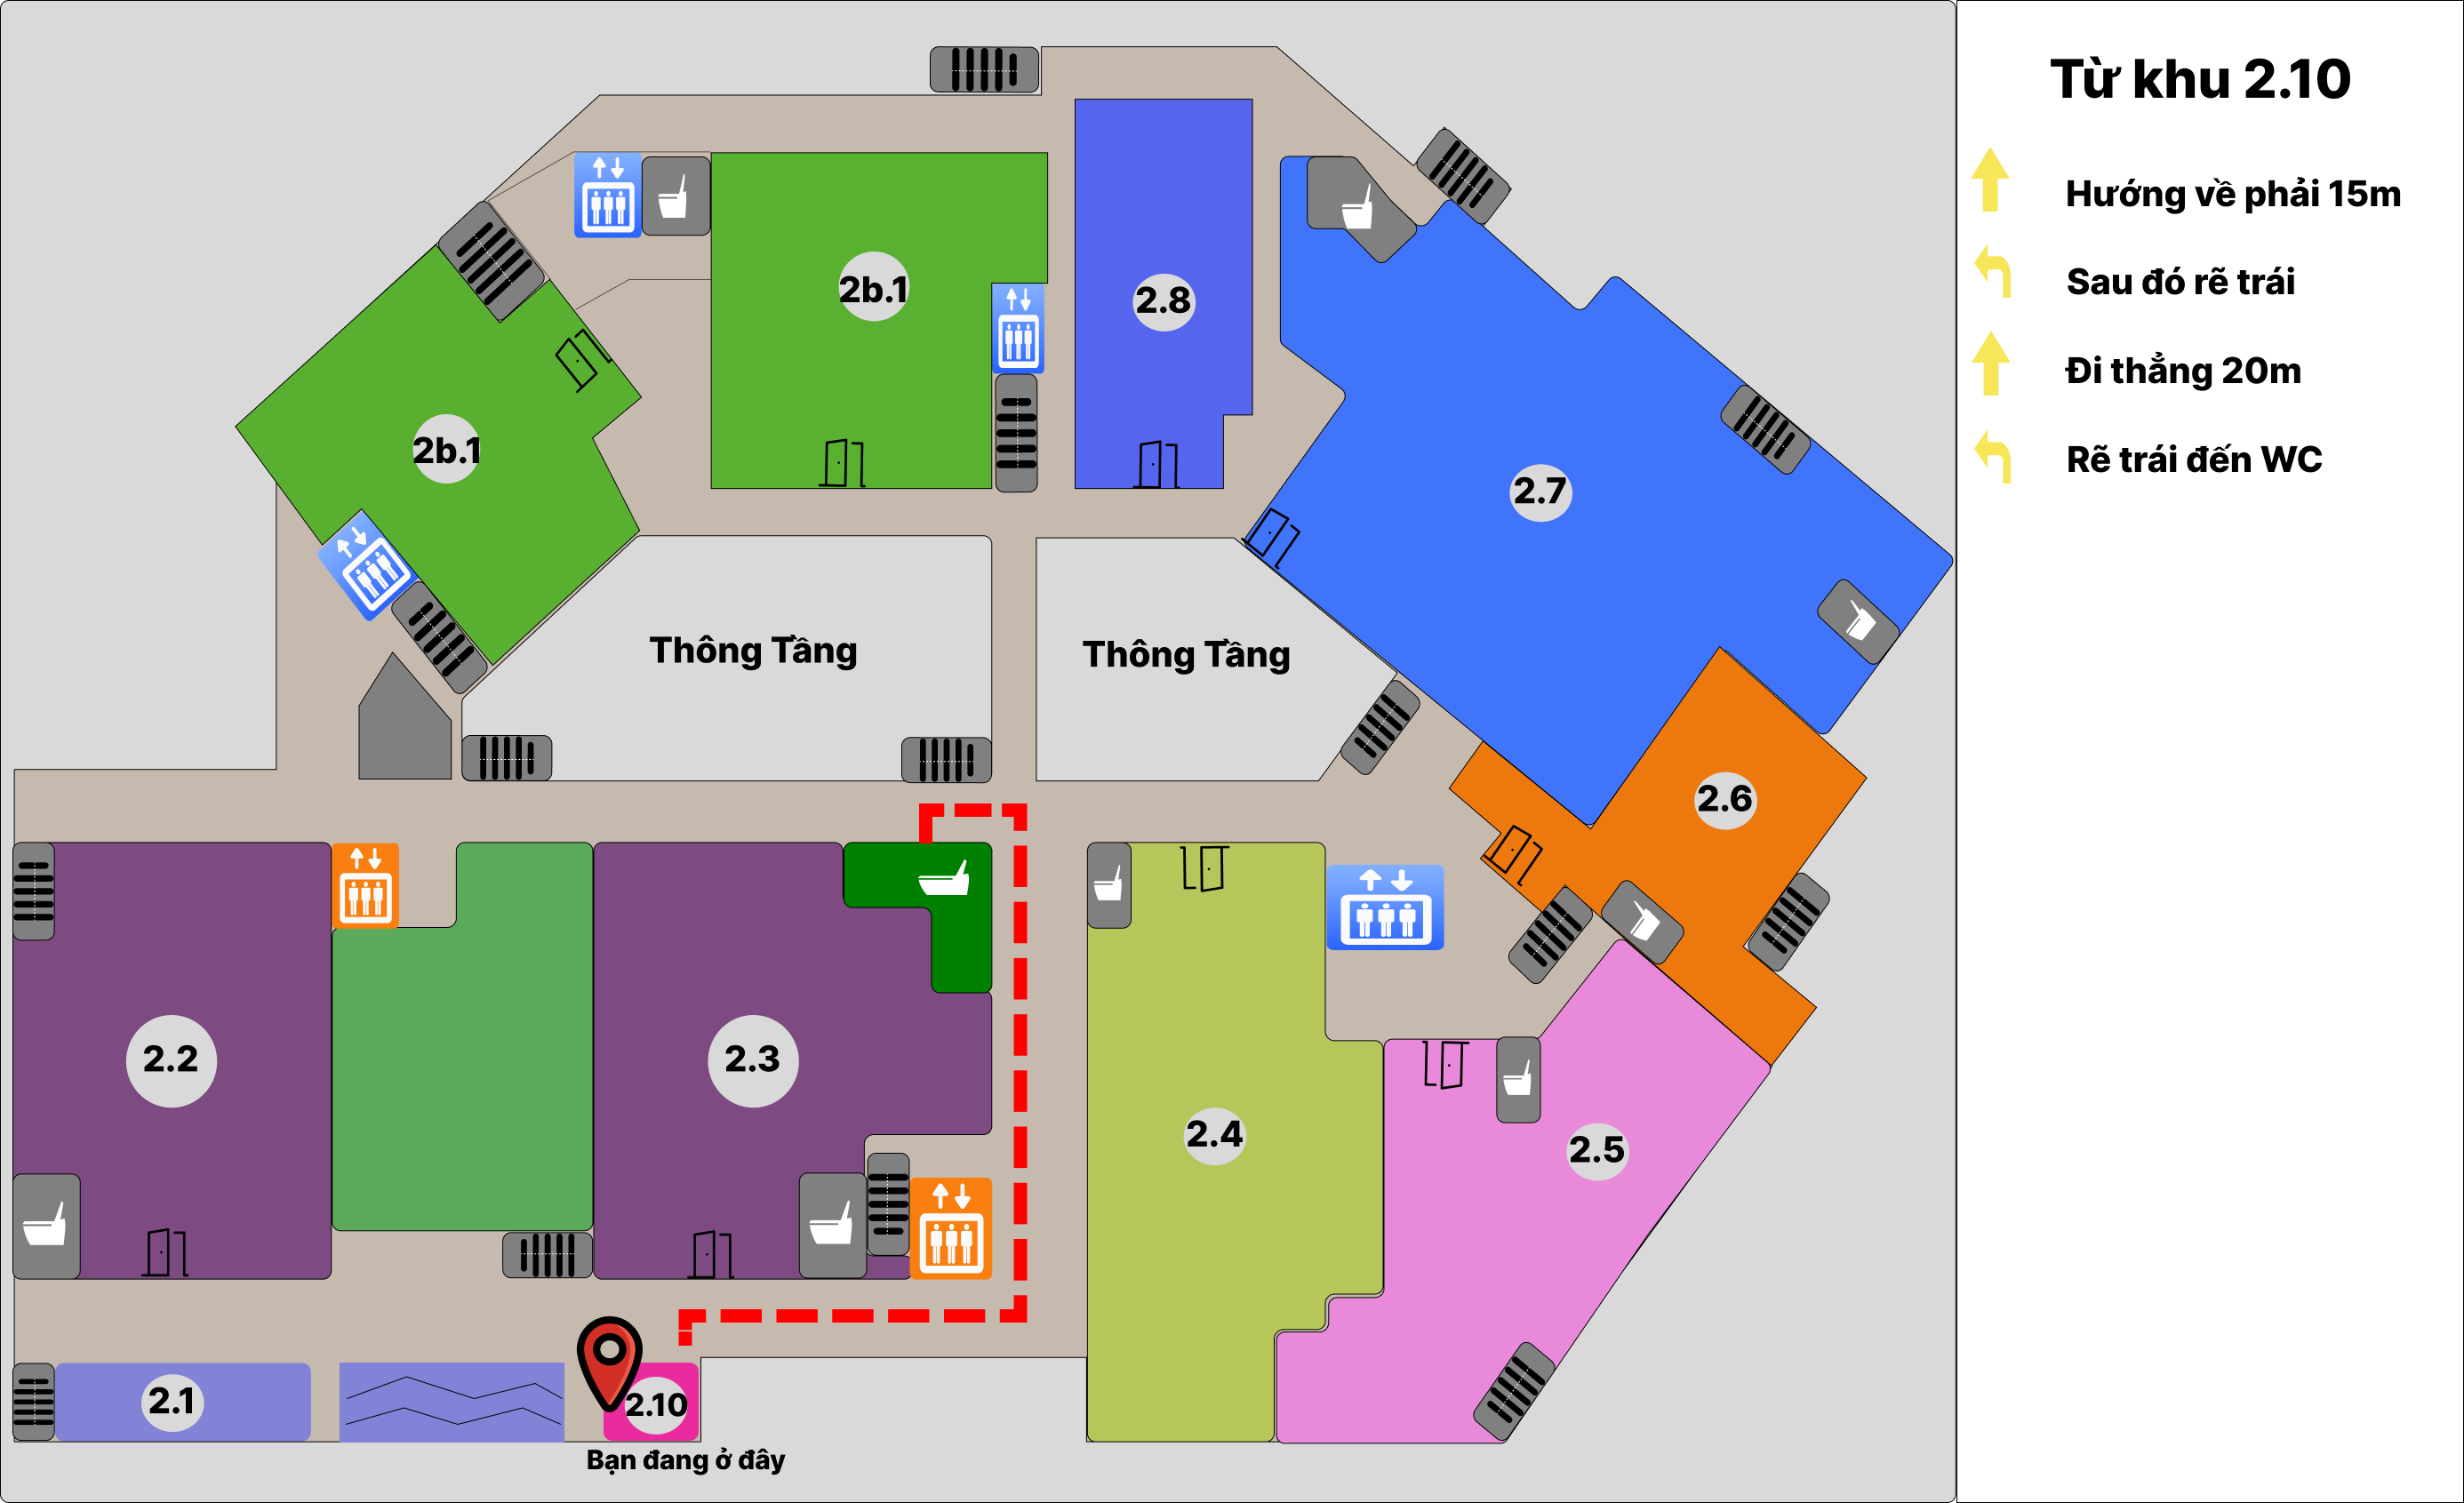 Từ khu 2.10
Hướng về phải 15m
Sau đó rẽ trái
Đi thẳng 20m
Rẽ trái đến WC
2b.1
2.8
2b.1
2.7
Thông Tầng
Thông Tầng
2.6
2.2
2.3
2.4
2.5
2.1
2.10
Bạn đang ở đây